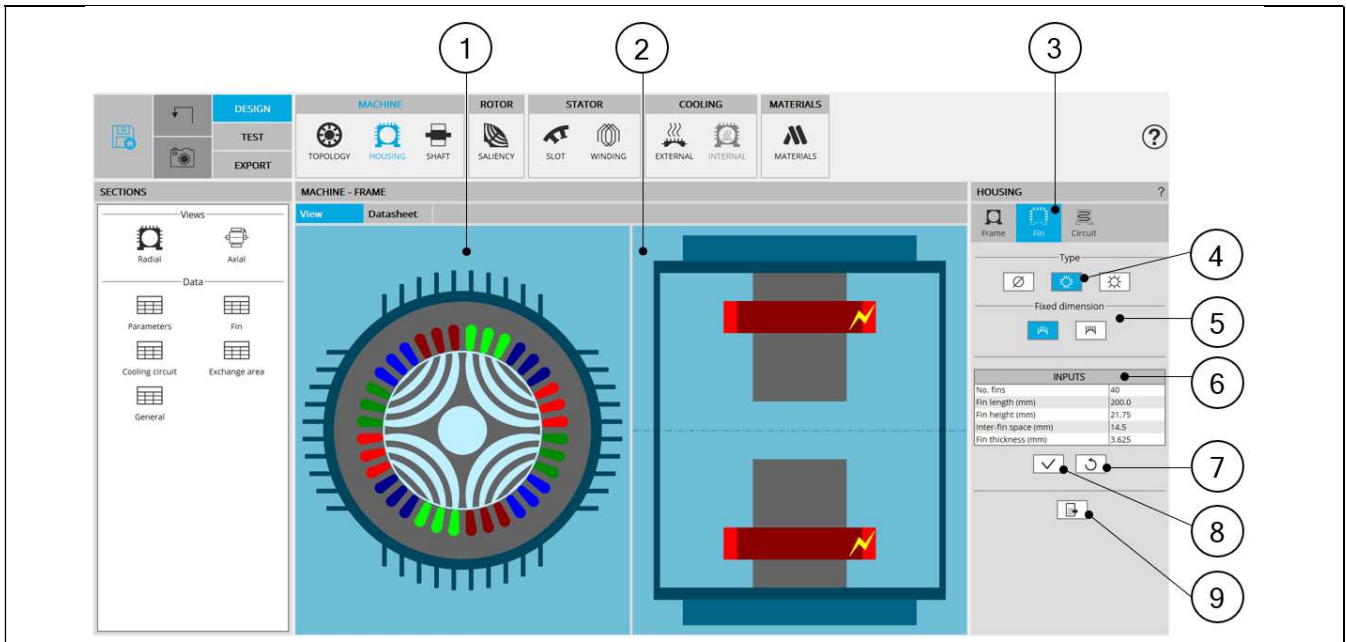 1
2
3
DESIGN
TEST
EXPORT
MACHINE
ROTOR
STATOR
COOLING
MATERIALS
TOPOLOGY
HOUSING
SHAFT
SALIENCY
SLOT
WINDING
EXTERNAL
INTERNAL
MATERIALS
?
SECTIONS
MACHINE - FRAME
HOUSING
?
Views
Radial
Axial
Data
Parameters
Fin
Cooling circuit
Exchange area
General
View
Datasheet
Frame
Fin
Circuit
Type
4
Fixed dimension
5
INPUTS
6
No. fins 40
Fin length (mm) 200.0
Fin height (mm) 21.75
Inter-fin space (mm) 14.5
Fin thickness (mm) 3.625
7
8
9